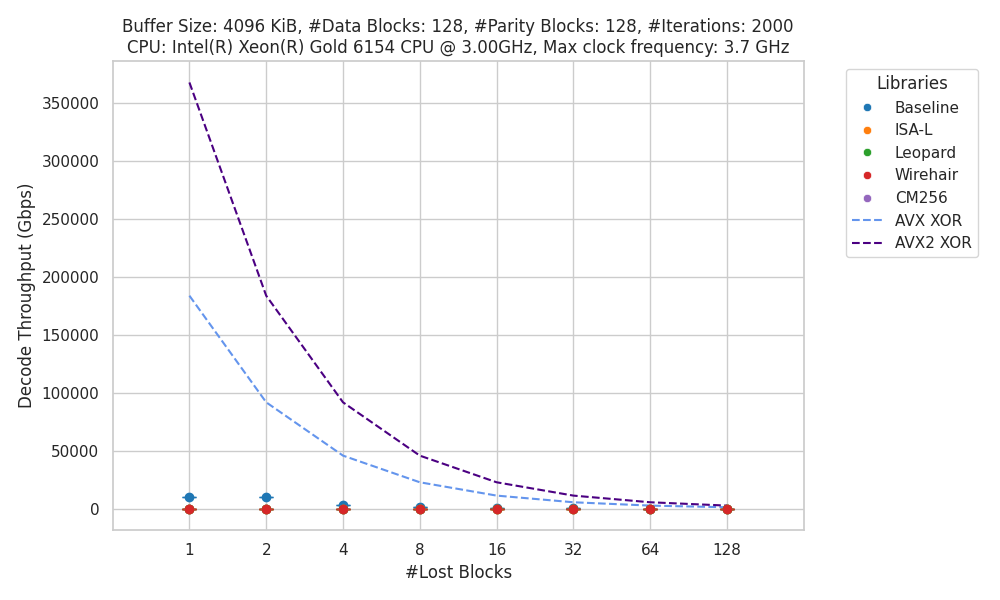 Buffer Size: 4096 KiB, #Data Blocks: 128, #Parity Blocks: 128, #Iterations: 2000
CPU: Intel(R) Xeon(R) Gold 6154 CPU @ 3.00GHz, Max clock frequency: 3.7 GHz
Decode Throughput (Gbps)
350000
300000
250000
200000
150000
100000
50000
0
1 2 4 8 16 32 64 128
#Lost Blocks
Libraries
Baseline
ISA-L
Leopard
Wirehair
CM256
AVX XOR
AVX2 XOR